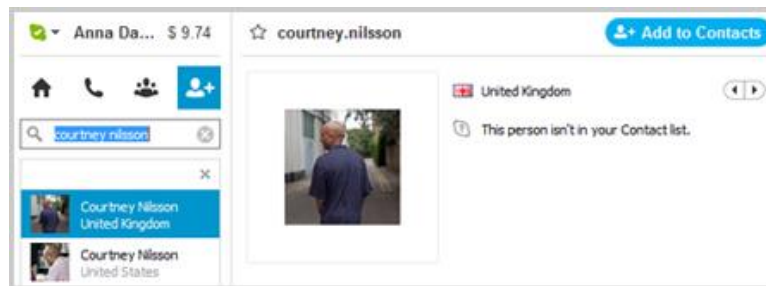 Anna Da... $ 9.74
courtney.nilsson
Add to Contacts
courtney nilsson
United Kingdom
This person isn't in your Contact list.
Courtney Nilsson
United Kingdom
Courtney Nilsson
United States